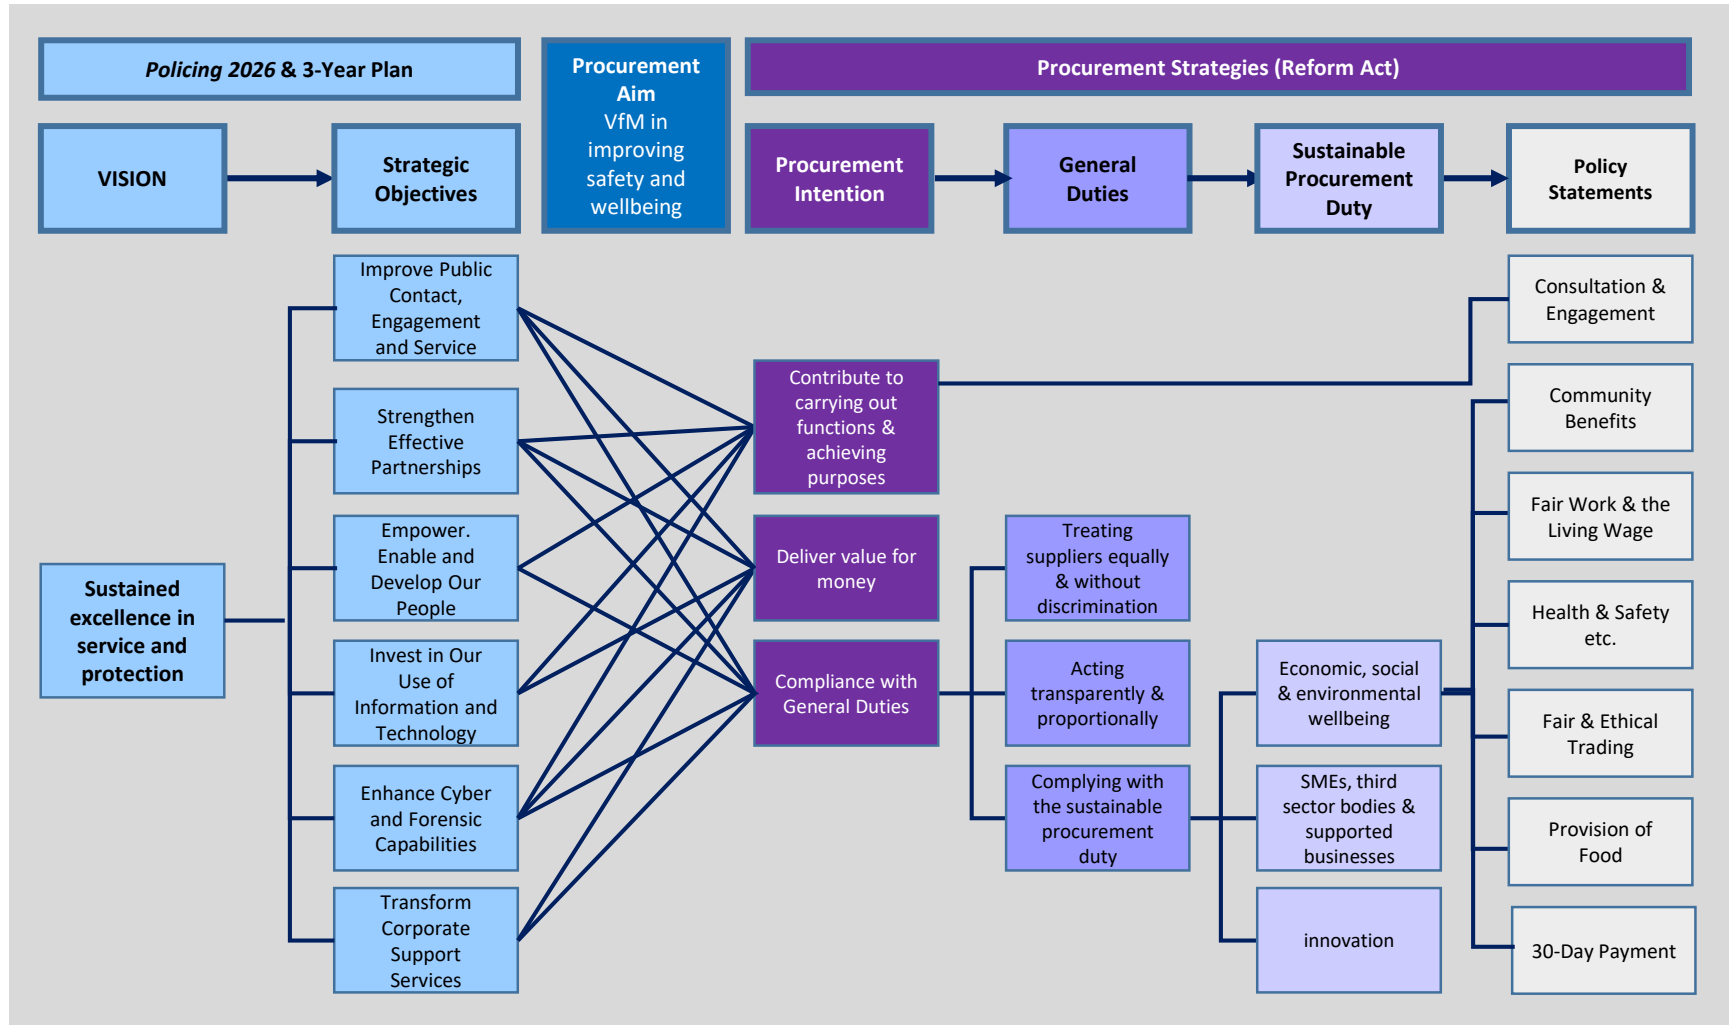 Policing 2026 & 3-Year Plan
Procurement
Aim
VfM in
improving
safety and
wellbeing
Procurement Strategies (Reform Act)
VISION
Strategic
Objectives
Procurement
Intention
General
Duties
Sustainable
Procurement
Duty
Policy
Statements
Sustained
excellence in
service and
protection
Improve Public
Contact,
Engagement
and Service
Strengthen
Effective
Partnerships
Empower.
Enable and
Develop Our
People
Invest in Our
Use of
Information and
Technology
Enhance Cyber
and Forensic
Capabilities
Transform
Corporate
Support
Services
Contribute to
carrying out
functions &
achieving
purposes
Deliver value for
money
Compliance with
General Duties
Treating
suppliers equally
& without
discrimination
Acting
transparently &
proportionally
Complying with
the sustainable
procurement
duty
Economic, social
& environmental
wellbeing
SMEs, third
sector bodies &
supported
businesses
innovation
Consultation &
Engagement
Community
Benefits
Fair Work & the
Living Wage
Health & Safety
etc.
Fair & Ethical
Trading
Provision of
Food
30-Day Payment